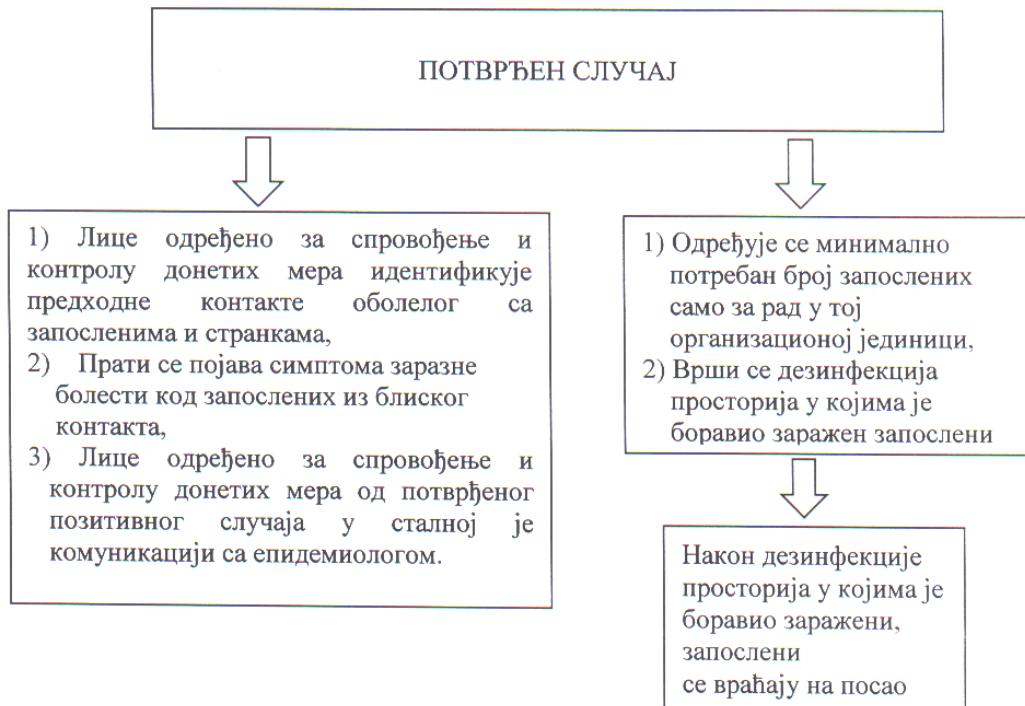 ПОТВРЂЕН СЛУЧАЈ
1) Лице одређено за спровођење и
контролу донетих мера идентификује
предходне контакте оболелог са
запосленима и странкама,
2) Прати се појава симптома заразне
болести код запослених из блиског
контакта,
3) Лице одређено за спровођење и
контролу донетих мера од потврђеног
позитивног случаја у сталној је
комуникацији са епидемиологом.
1) Одређује се минимално
потребан број запослених
само за рад у тој
организационој јединици,
2) Врши се дезинфекција
просторија у којима је
боравио заражен запослени
Након дезинфекције
просторија у којима је
боравио заражени,
запослени
се враћају на посао